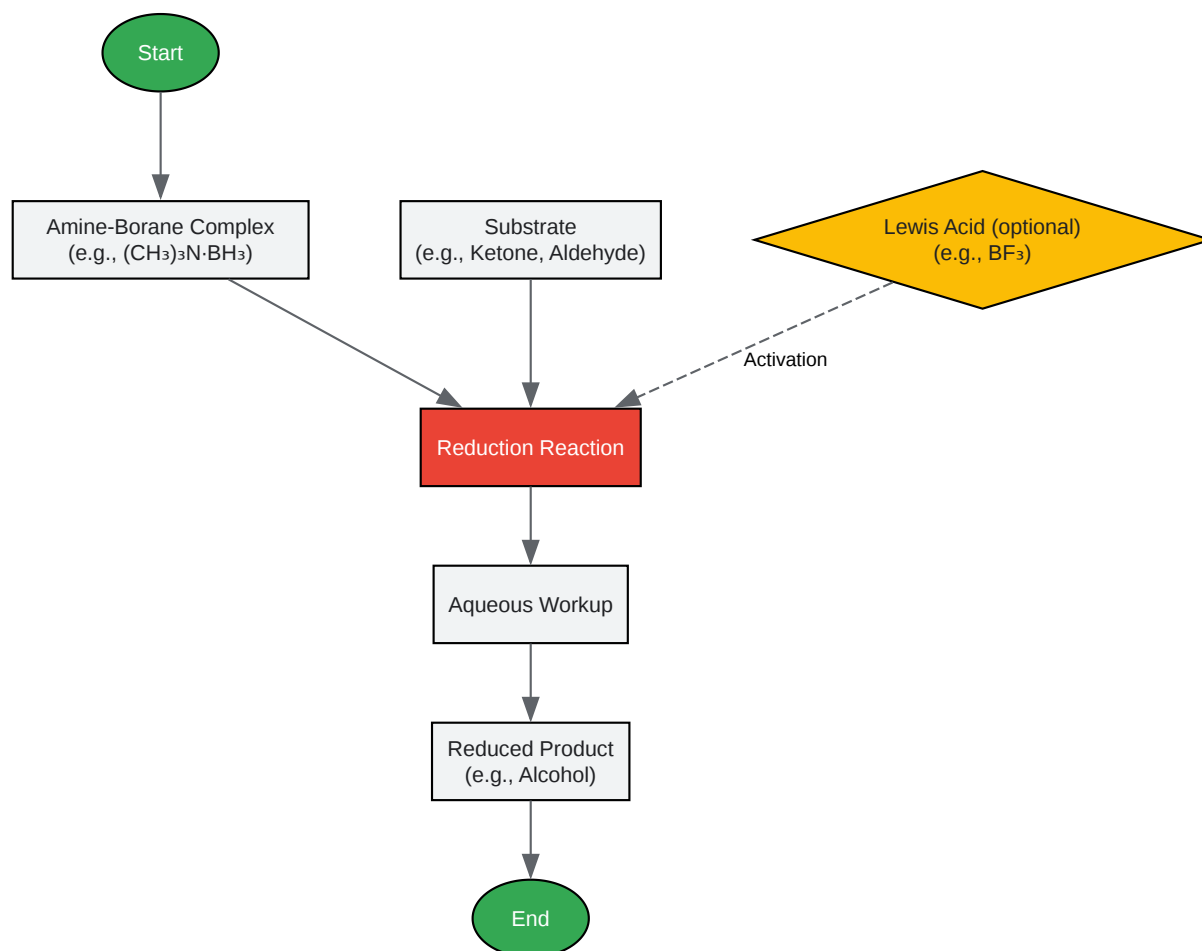 Start
Amine-Borane Complex
(e.g., (CH₃)₃N·BH₃)
Substrate
(e.g., Ketone, Aldehyde)
Lewis Acid (optional)
(e.g., BF₃)
Activation
Reduction Reaction
Aqueous Workup
Reduced Product
(e.g., Alcohol)
End